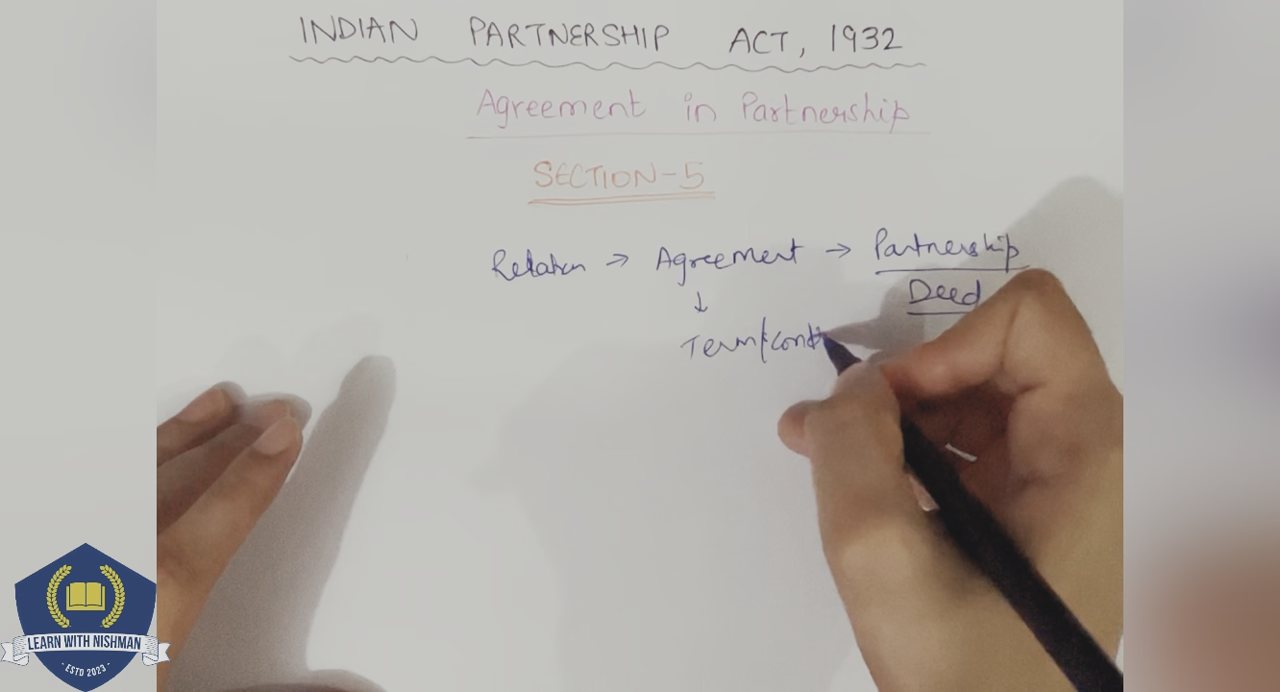 INDIAN PARTNERSHIP ACT, 1932
Agreement in Partnership
SECTION-5
Relation → Agreement → Partnership
Deed
↓
Term/cond
LEARN WITH NISHMAN
- ESTD 2023 -